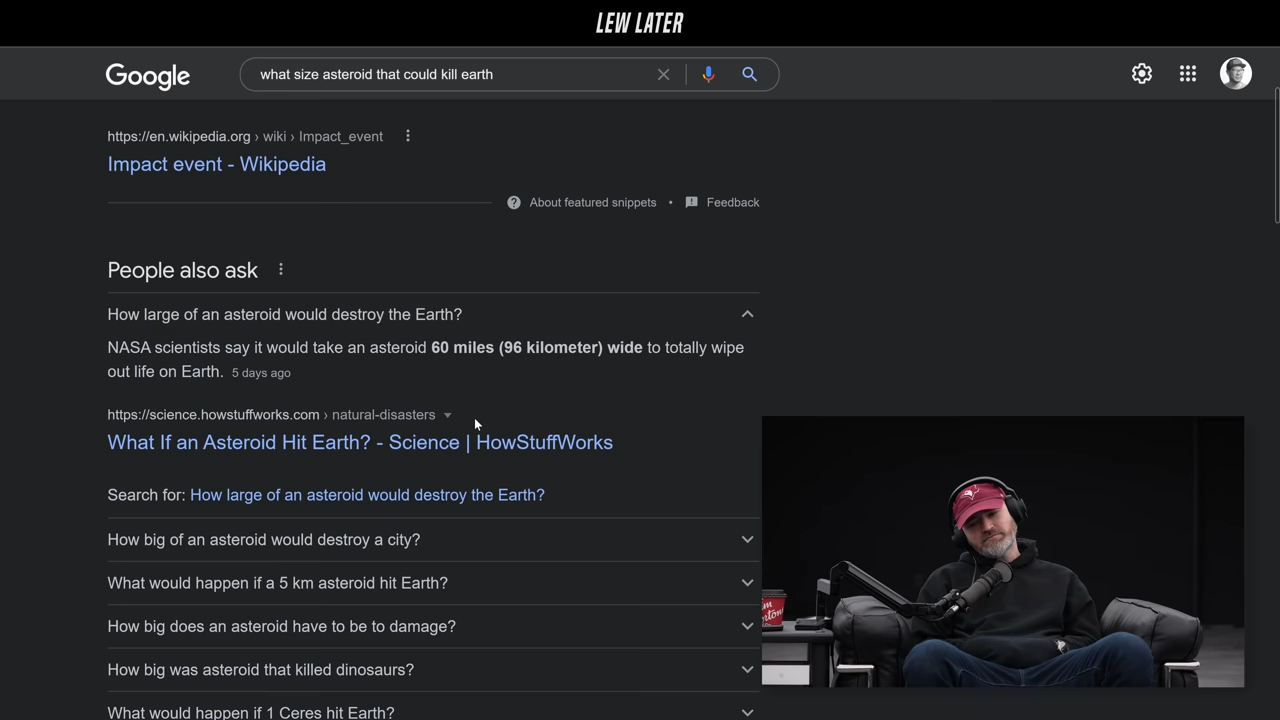 LEW LATER
Google
what size asteroid that could kill earth
https://en.wikipedia.org › wiki › Impact_event
Impact event - Wikipedia
About featured snippets • Feedback
People also ask
How large of an asteroid would destroy the Earth?
NASA scientists say it would take an asteroid 60 miles (96 kilometer) wide to totally wipe
out life on Earth. 5 days ago
https://science.howstuffworks.com › natural-disasters
What If an Asteroid Hit Earth? - Science | HowStuffWorks
Search for: How large of an asteroid would destroy the Earth?
How big of an asteroid would destroy a city?
What would happen if a 5 km asteroid hit Earth?
How big does an asteroid have to be to damage?
How big was asteroid that killed dinosaurs?
What would happen if 1 Ceres hit Earth?